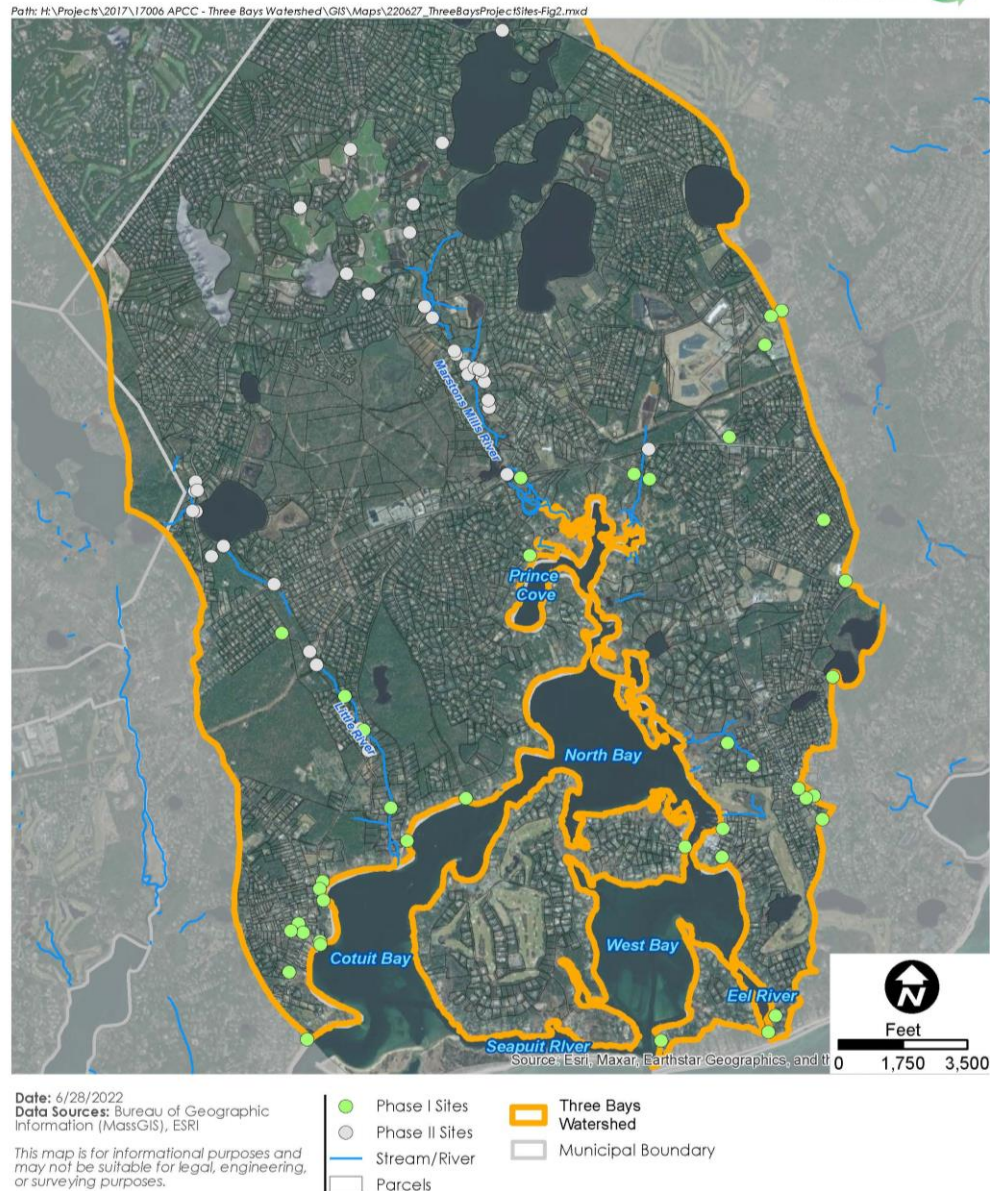 Path: H:\Projects\2017\17006 APCC - Three Bays Watershed\GIS\Maps\220627_ThreeBaysProjectSites-Fig2.mxd
Marstons Mills River
Prince
Cove
Little River
North Bay
West Bay
Cotuit Bay
Eel River
Seapuit River
Source: Esri, Maxar, Earthstar Geographics, and th
N
Feet
0 1,750 3,500
Date: 6/28/2022
Data Sources: Bureau of Geographic
Information (MassGIS), ESRI
This map is for informational purposes and
may not be suitable for legal, engineering,
or surveying purposes.
Phase I Sites
Phase II Sites
Stream/River
Parcels
Three Bays
Watershed
Municipal Boundary